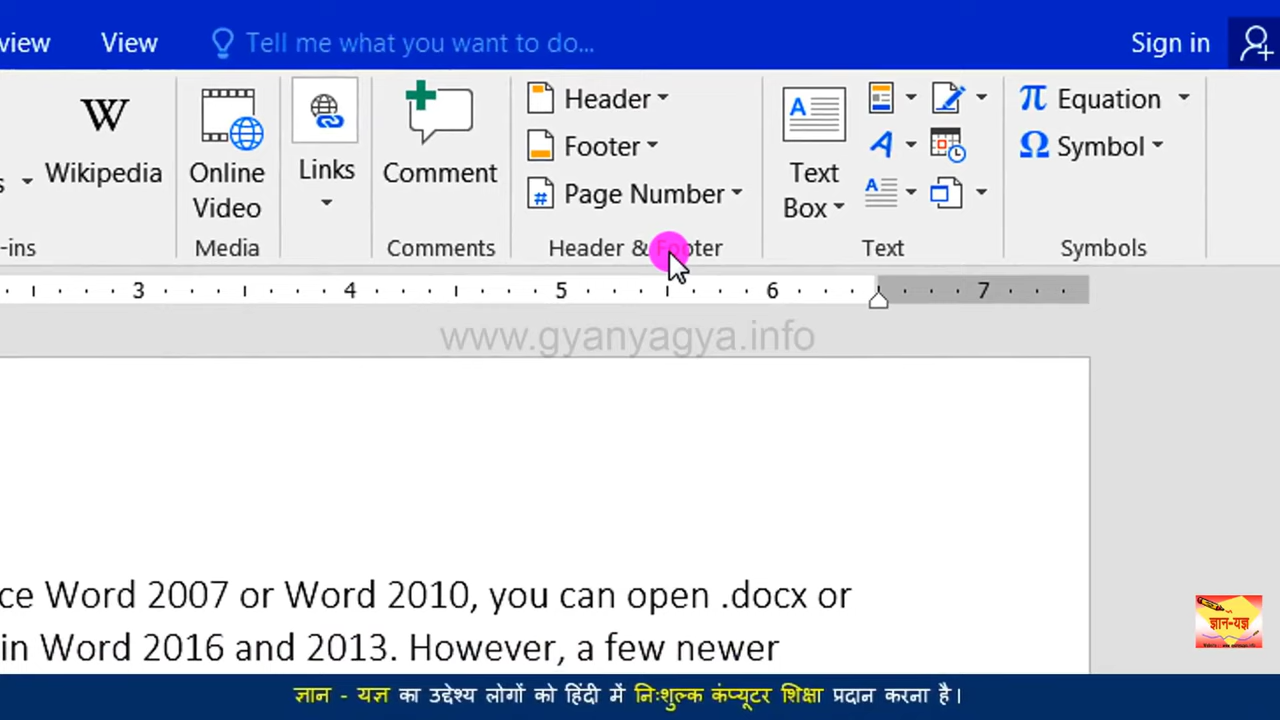 view View Tell me what you want to do... Sign in
Wikipedia
Online Video
Links
Comment
Header
Footer
Page Number
Text Box
Equation
Symbol
-ins Media Comments Header & Footer Text Symbols
3 4 5 6 7
www.gyanyagya.info
ce Word 2007 or Word 2010, you can open .docx or
in Word 2016 and 2013. However, a few newer
ज्ञान-यज्ञ
ज्ञान - यज्ञ का उद्देश्य लोगों को हिंदी में निःशुल्क कंप्यूटर शिक्षा प्रदान करना है।